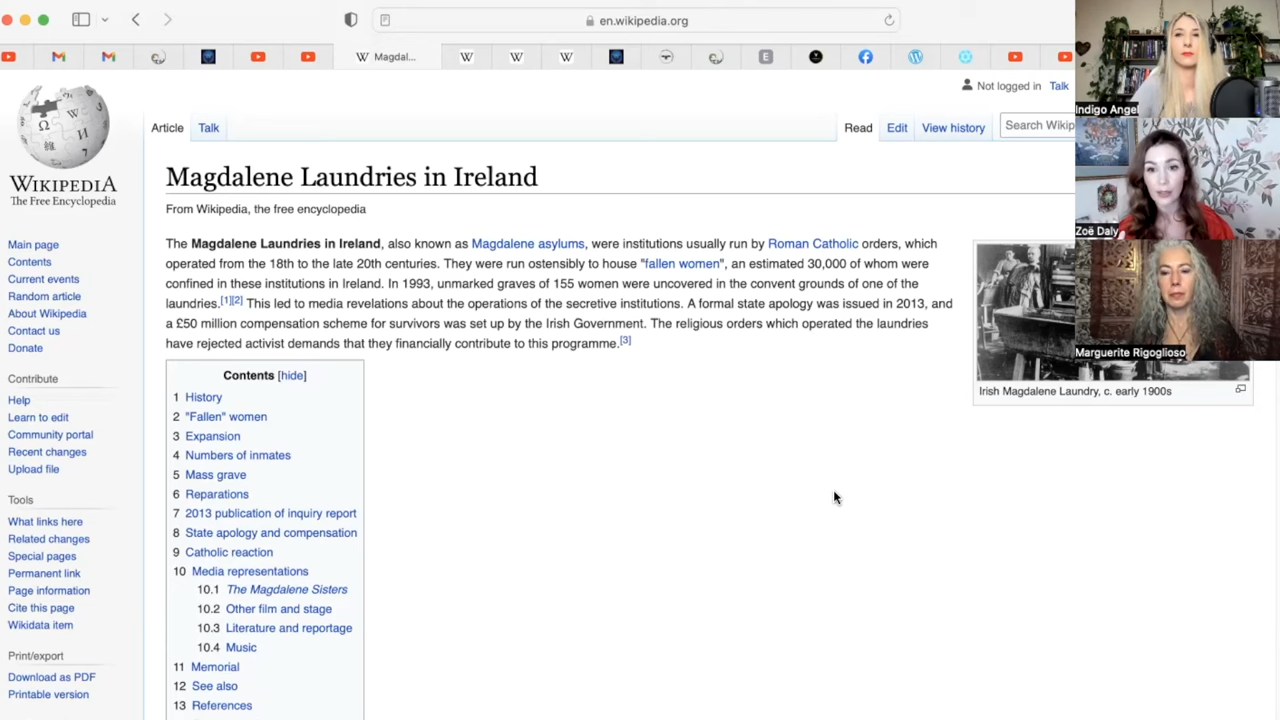 en.wikipedia.org
Magdal...
Not logged in Talk
Article Talk
Read Edit View history Search Wikip
Magdalene Laundries in Ireland
From Wikipedia, the free encyclopedia
The Magdalene Laundries in Ireland, also known as Magdalene asylums, were institutions usually run by Roman Catholic orders, which
operated from the 18th to the late 20th centuries. They were run ostensibly to house "fallen women", an estimated 30,000 of whom were
confined in these institutions in Ireland. In 1993, unmarked graves of 155 women were uncovered in the convent grounds of one of the
laundries.[1][2] This led to media revelations about the operations of the secretive institutions. A formal state apology was issued in 2013, and
a £50 million compensation scheme for survivors was set up by the Irish Government. The religious orders which operated the laundries
have rejected activist demands that they financially contribute to this programme.[3]
Contents [hide]
1 History
2 "Fallen" women
3 Expansion
4 Numbers of inmates
5 Mass grave
6 Reparations
7 2013 publication of inquiry report
8 State apology and compensation
9 Catholic reaction
10 Media representations
10.1 The Magdalene Sisters
10.2 Other film and stage
10.3 Literature and reportage
10.4 Music
11 Memorial
12 See also
13 References
Irish Magdalene Laundry, c. early 1900s
WIKIPEDIA
The Free Encyclopedia
Main page
Contents
Current events
Random article
About Wikipedia
Contact us
Donate
Contribute
Help
Learn to edit
Community portal
Recent changes
Upload file
Tools
What links here
Related changes
Special pages
Permanent link
Page information
Cite this page
Wikidata item
Print/export
Download as PDF
Printable version
Indigo Angel
Zoë Daly
Marguerite Rigoglioso